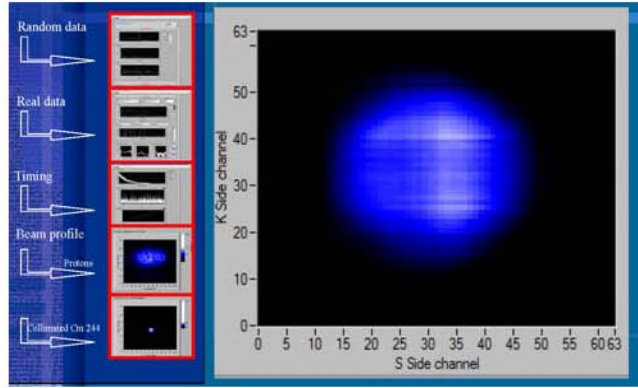 Random data
Real data
Timing
Beam profile
Protons
Collimated Cm 244
63
50
40
30
20
10
0
K Side channel
0 5 10 15 20 25 30 35 40 45 50 55 60 63
S Side channel